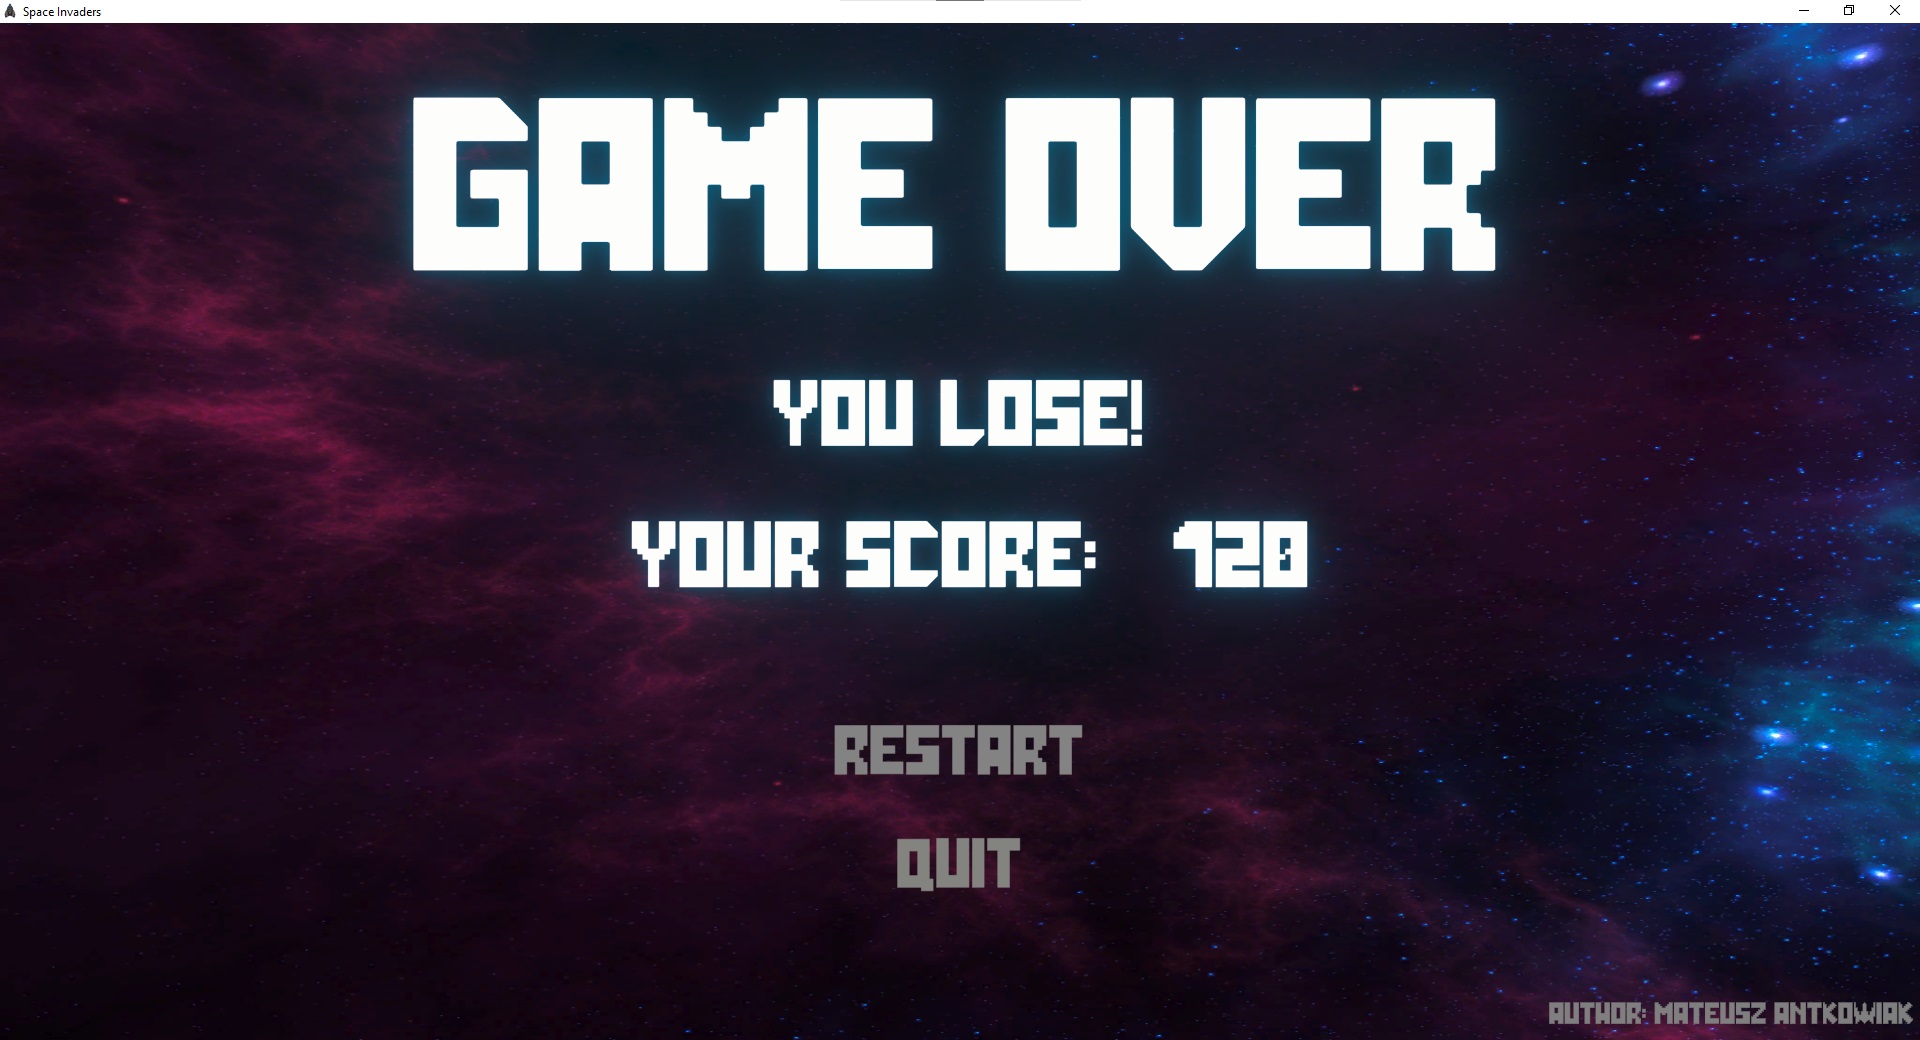 Space Invaders
GAME OVER
YOU LOSE!
YOUR SCORE: 120
RESTART
QUIT
AUTHOR: MATEUSZ ANTKOWIAK